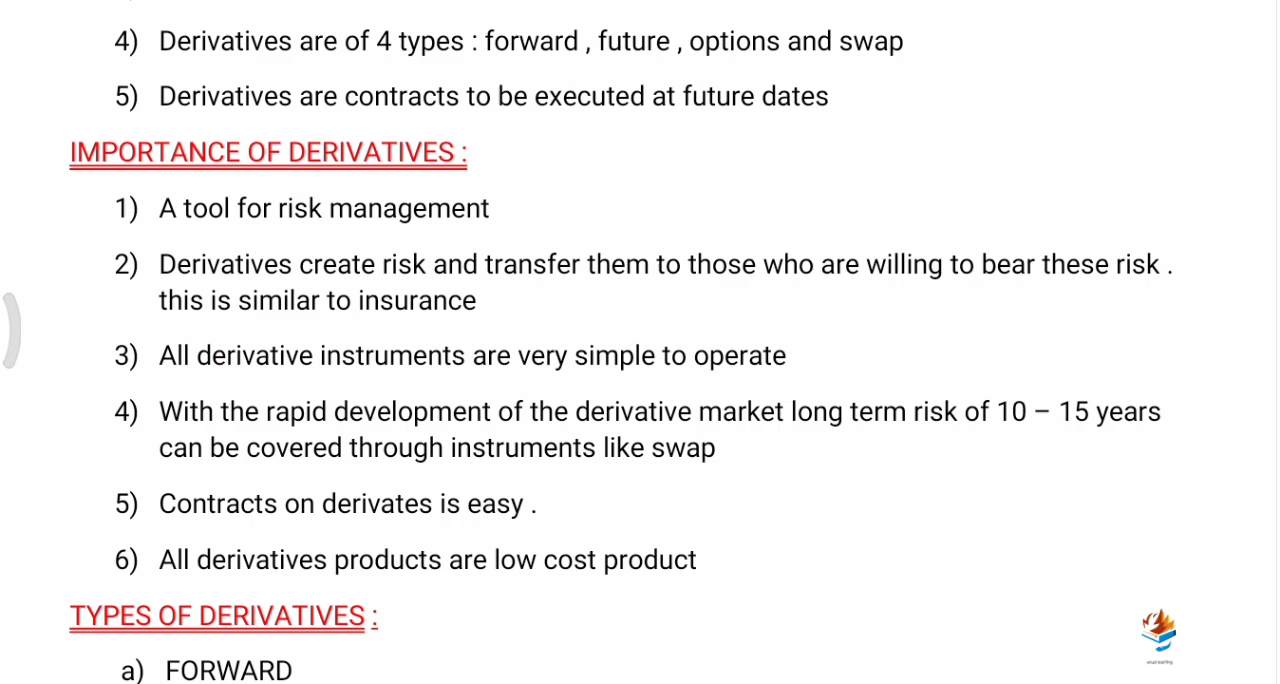 4) Derivatives are of 4 types : forward , future , options and swap
5) Derivatives are contracts to be executed at future dates
IMPORTANCE OF DERIVATIVES :
1) A tool for risk management
2) Derivatives create risk and transfer them to those who are willing to bear these risk .
this is similar to insurance
3) All derivative instruments are very simple to operate
4) With the rapid development of the derivative market long term risk of 10 – 15 years
can be covered through instruments like swap
5) Contracts on derivates is easy .
6) All derivatives products are low cost product
TYPES OF DERIVATIVES :
a) FORWARD